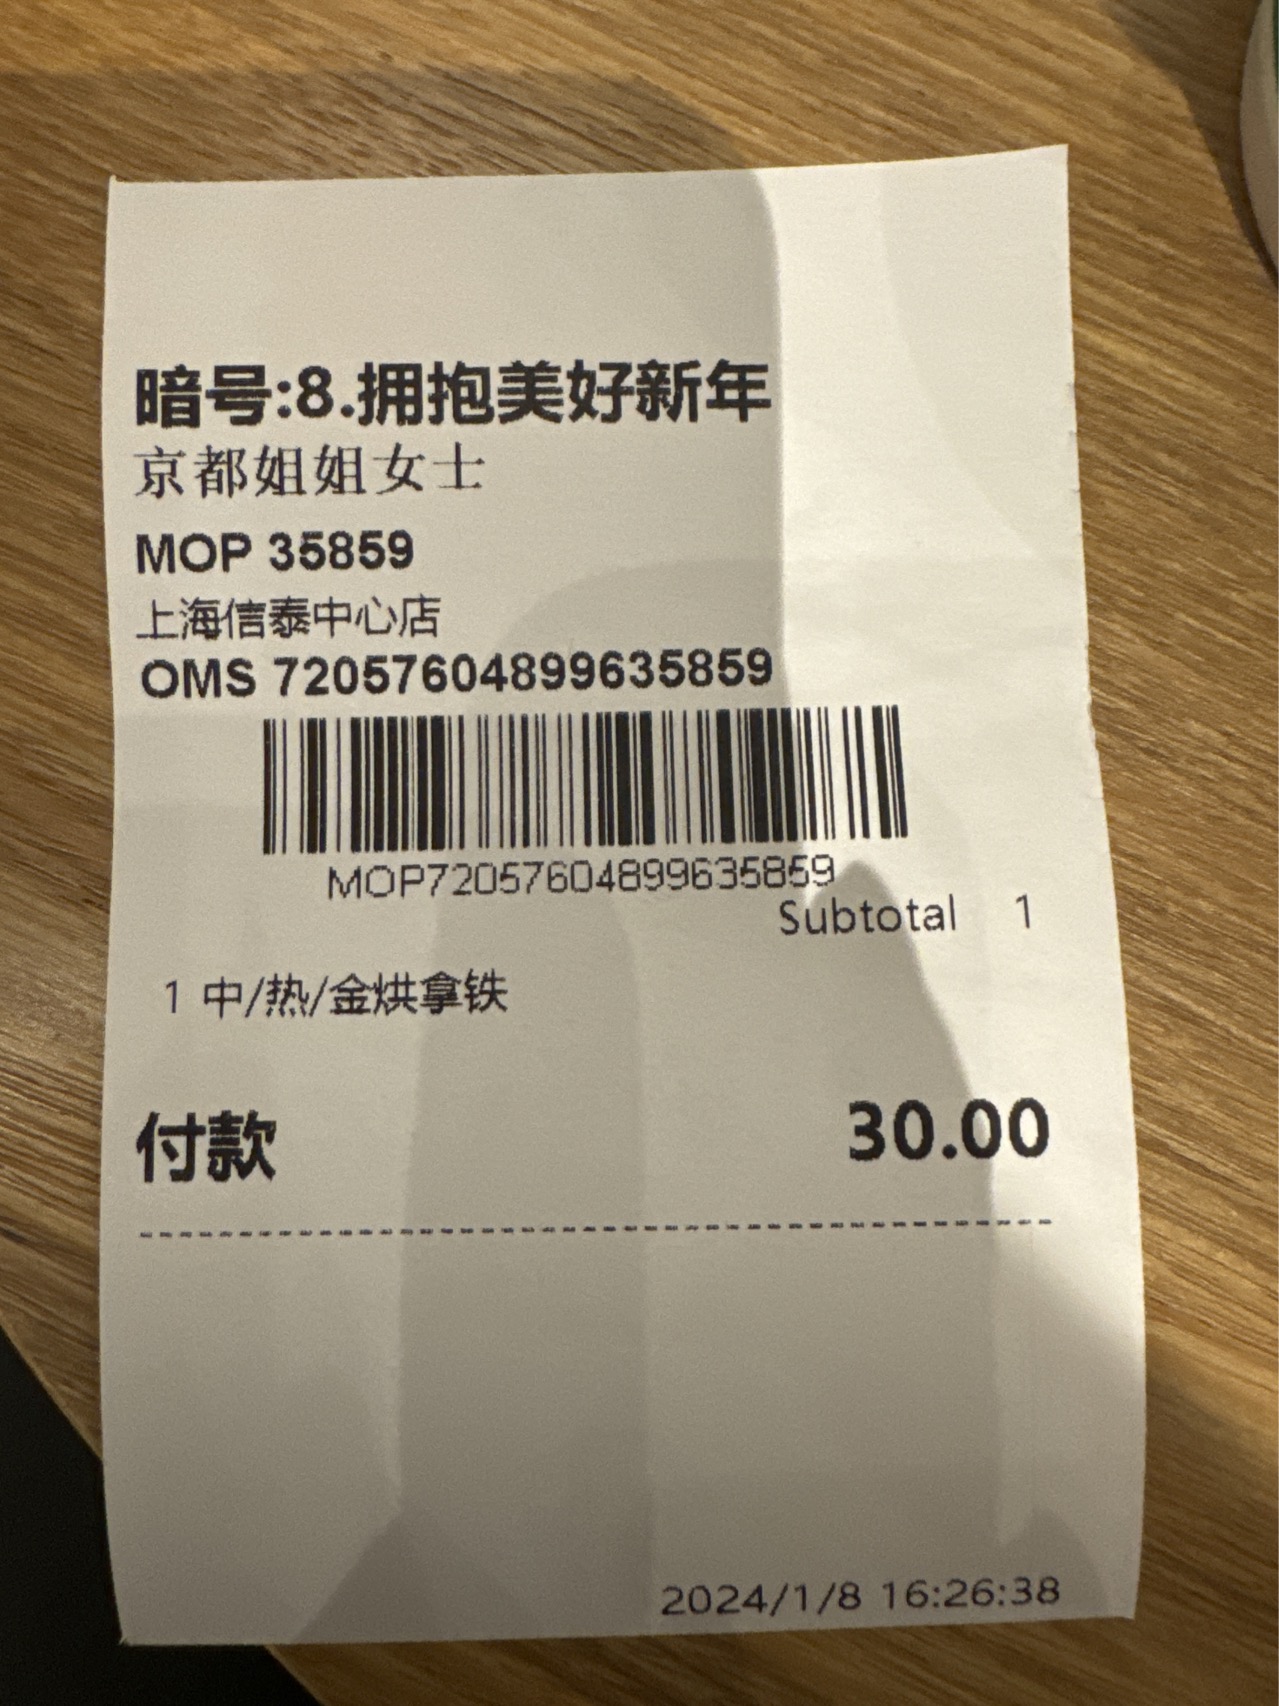 暗号:8.拥抱美好新年
京都姐姐女士
MOP 35859
上海信泰中心店
OMS 72057604899635859
MOP72057604899635859
Subtotal 1
1 中/热/金烘拿铁
付款 30.00
2024/1/8 16:26:38